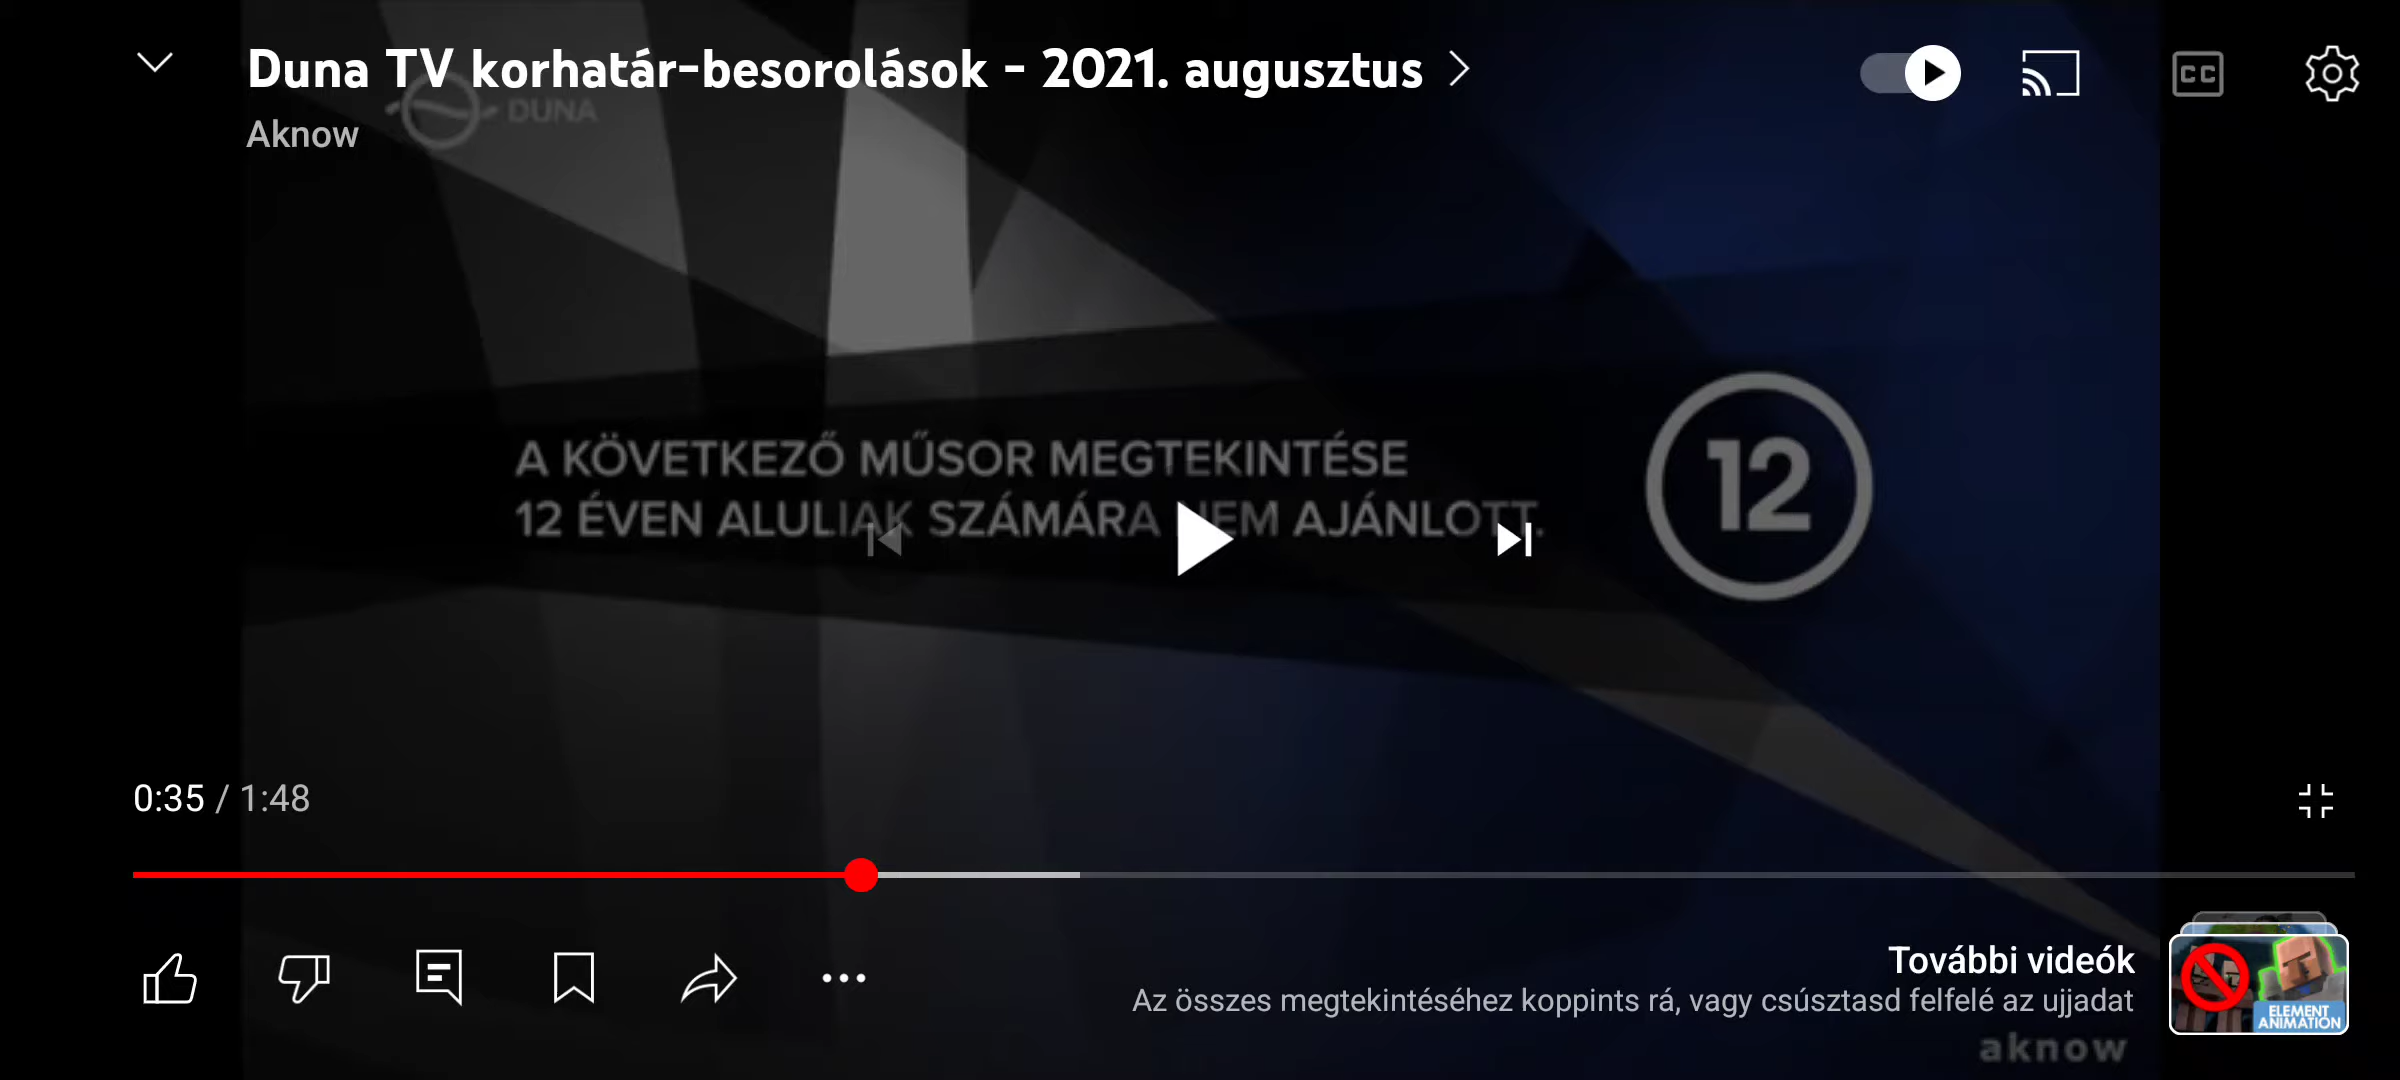 Duna TV korhatár-besorolások - 2021. augusztus
Aknow
DUNA
CC
A KÖVETKEZŐ MŰSOR MEGTEKINTÉSE
12 ÉVEN ALULIAK SZÁMÁRA NEM AJÁNLOTT.
12
0:35 / 1:48
További videók
Az összes megtekintéséhez koppints rá, vagy csúsztasd felfelé az ujjadat
ELEMENT
ANIMATION
aknow